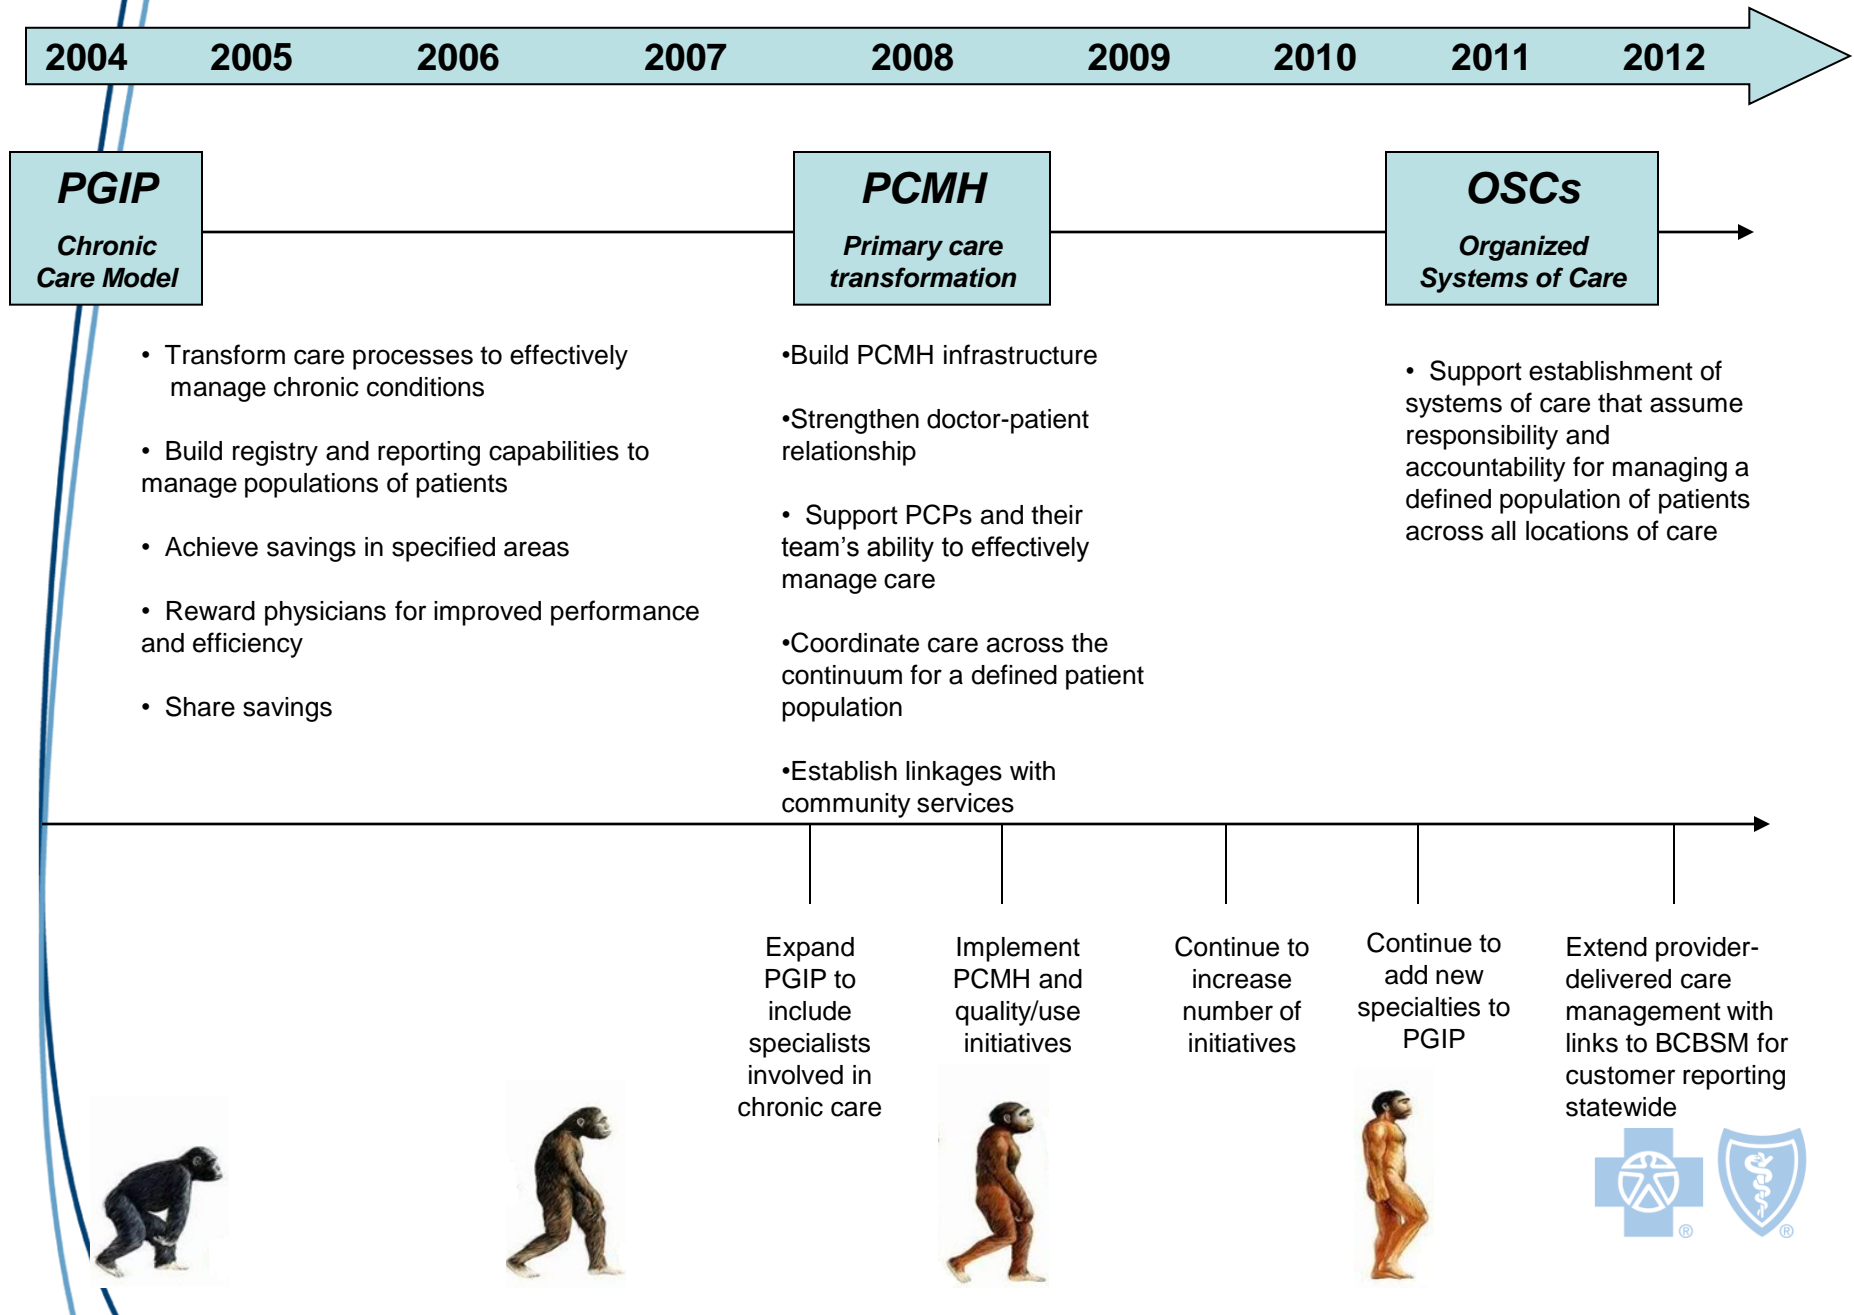 2004 2005 2006 2007 2008 2009 2010 2011 2012
PGIP
Chronic
Care Model
PCMH
Primary care
transformation
OSCs
Organized
Systems of Care
• Transform care processes to effectively
manage chronic conditions
• Build registry and reporting capabilities to
manage populations of patients
• Achieve savings in specified areas
• Reward physicians for improved performance
and efficiency
• Share savings
•Build PCMH infrastructure
•Strengthen doctor-patient
relationship
• Support PCPs and their
team’s ability to effectively
manage care
•Coordinate care across the
continuum for a defined patient
population
•Establish linkages with
community services
• Support establishment of
systems of care that assume
responsibility and
accountability for managing a
defined population of patients
across all locations of care
Expand
PGIP to
include
specialists
involved in
chronic care
Implement
PCMH and
quality/use
initiatives
Continue to
increase
number of
initiatives
Continue to
add new
specialties to
PGIP
Extend provider-
delivered care
management with
links to BCBSM for
customer reporting
statewide
® ®